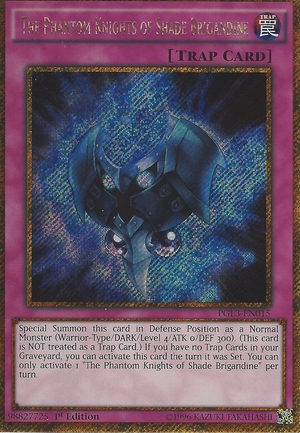 THE PHANTOM KNIGHTS OF SHADE BRIGANDINE
TRAP
罠
[TRAP CARD]
PGL3-EN015
Special Summon this card in Defense Position as a Normal
Monster (Warrior-Type/DARK/Level 4/ATK 0/DEF 300). (This card
is NOT treated as a Trap Card.) If you have no Trap Cards in your
Graveyard, you can activate this card the turn it was Set. You can
only activate 1 "The Phantom Knights of Shade Brigandine" per
turn.
98827725
1st Edition
©1996 KAZUKI TAKAHASHI